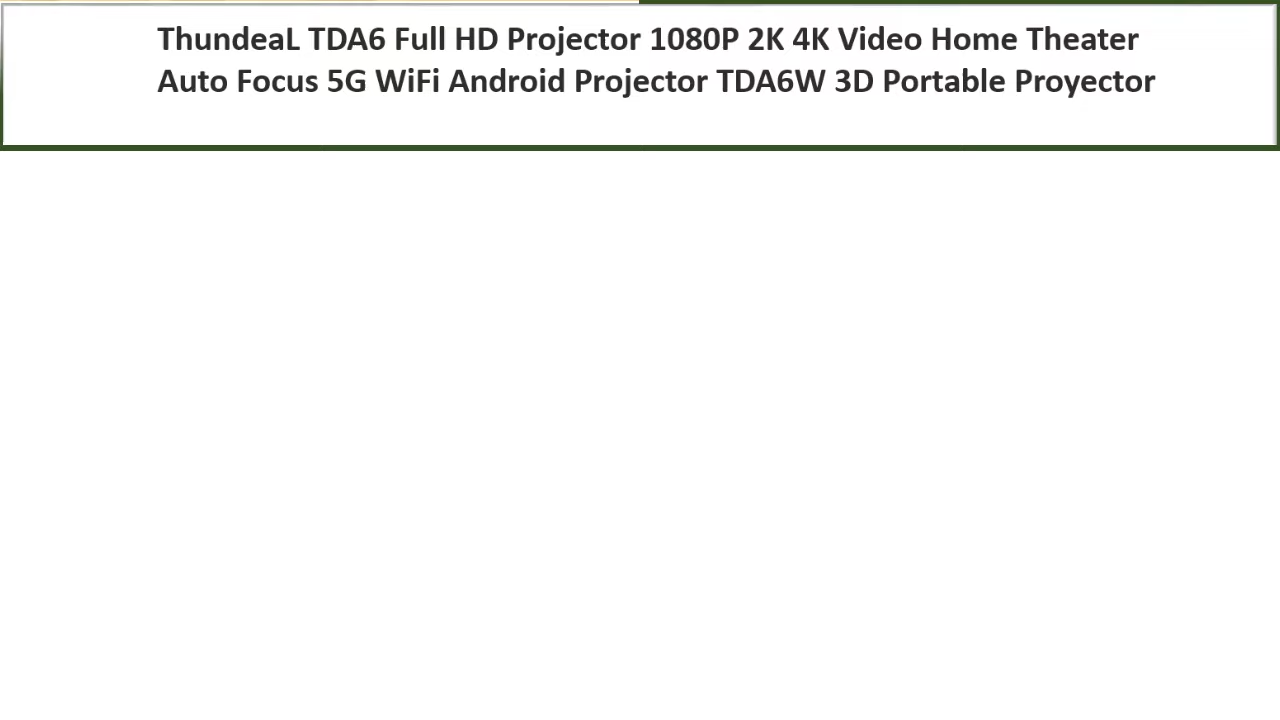 ThundeaL TDA6 Full HD Projector 1080P 2K 4K Video Home Theater
Auto Focus 5G WiFi Android Projector TDA6W 3D Portable Proyector